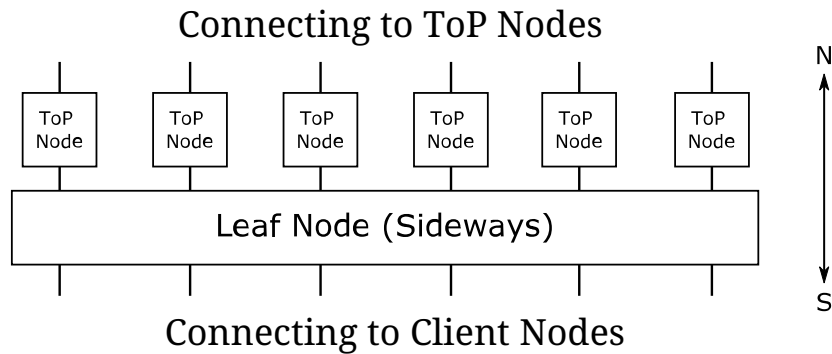 Connecting to ToP Nodes
N
ToP
Node
ToP
Node
ToP
Node
ToP
Node
ToP
Node
ToP
Node
Leaf Node (Sideways)
S
Connecting to Client Nodes